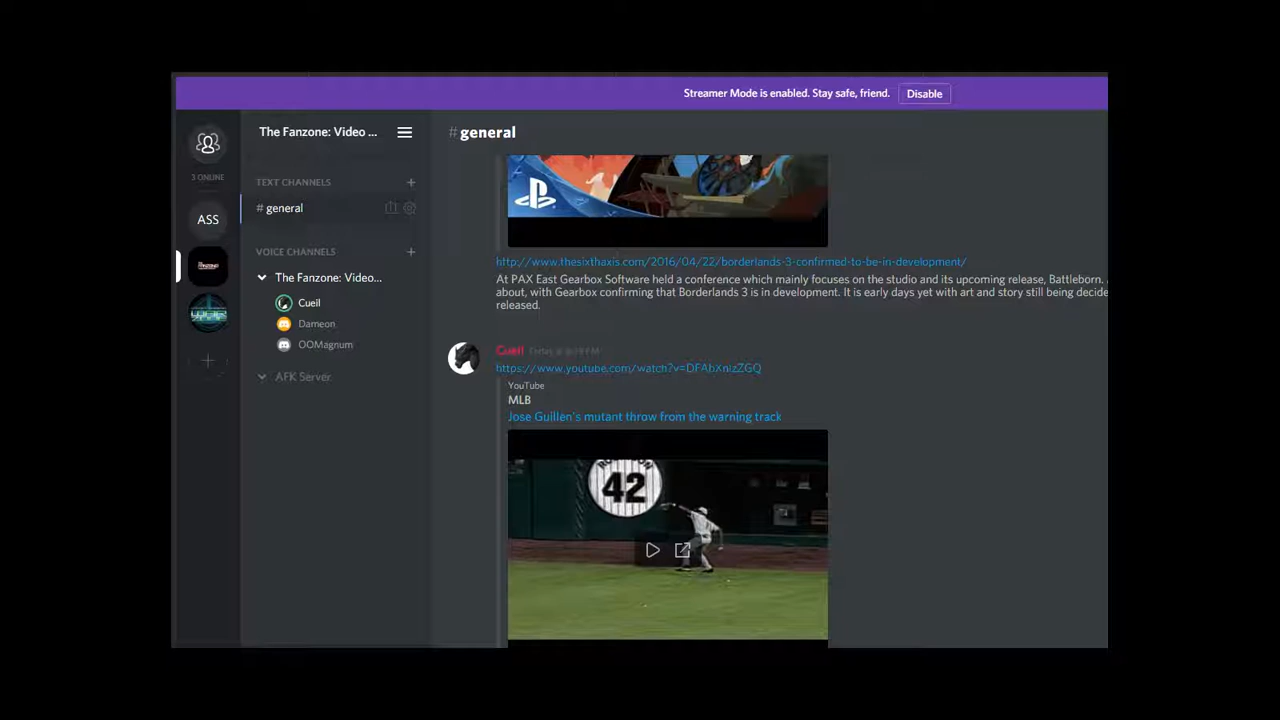 Streamer Mode is enabled. Stay safe, friend.
Disable
The Fanzone: Video ...
#general
3 ONLINE
TEXT CHANNELS
ASS
# general
VOICE CHANNELS
The Fanzone: Video...
Cueil
Dameon
OOMagnum
AFK Server
http://www.thesixthaxis.com/2016/04/22/borderlands-3-confirmed-to-be-in-development/
At PAX East Gearbox Software held a conference which mainly focuses on the studio and its upcoming release, Battleborn.
about, with Gearbox confirming that Borderlands 3 is in development. It is early days yet with art and story still being decide
released.
Cueil
https://www.youtube.com/watch?v=DFAbXnizZGQ
YouTube
MLB
Jose Guillen's mutant throw from the warning track
42